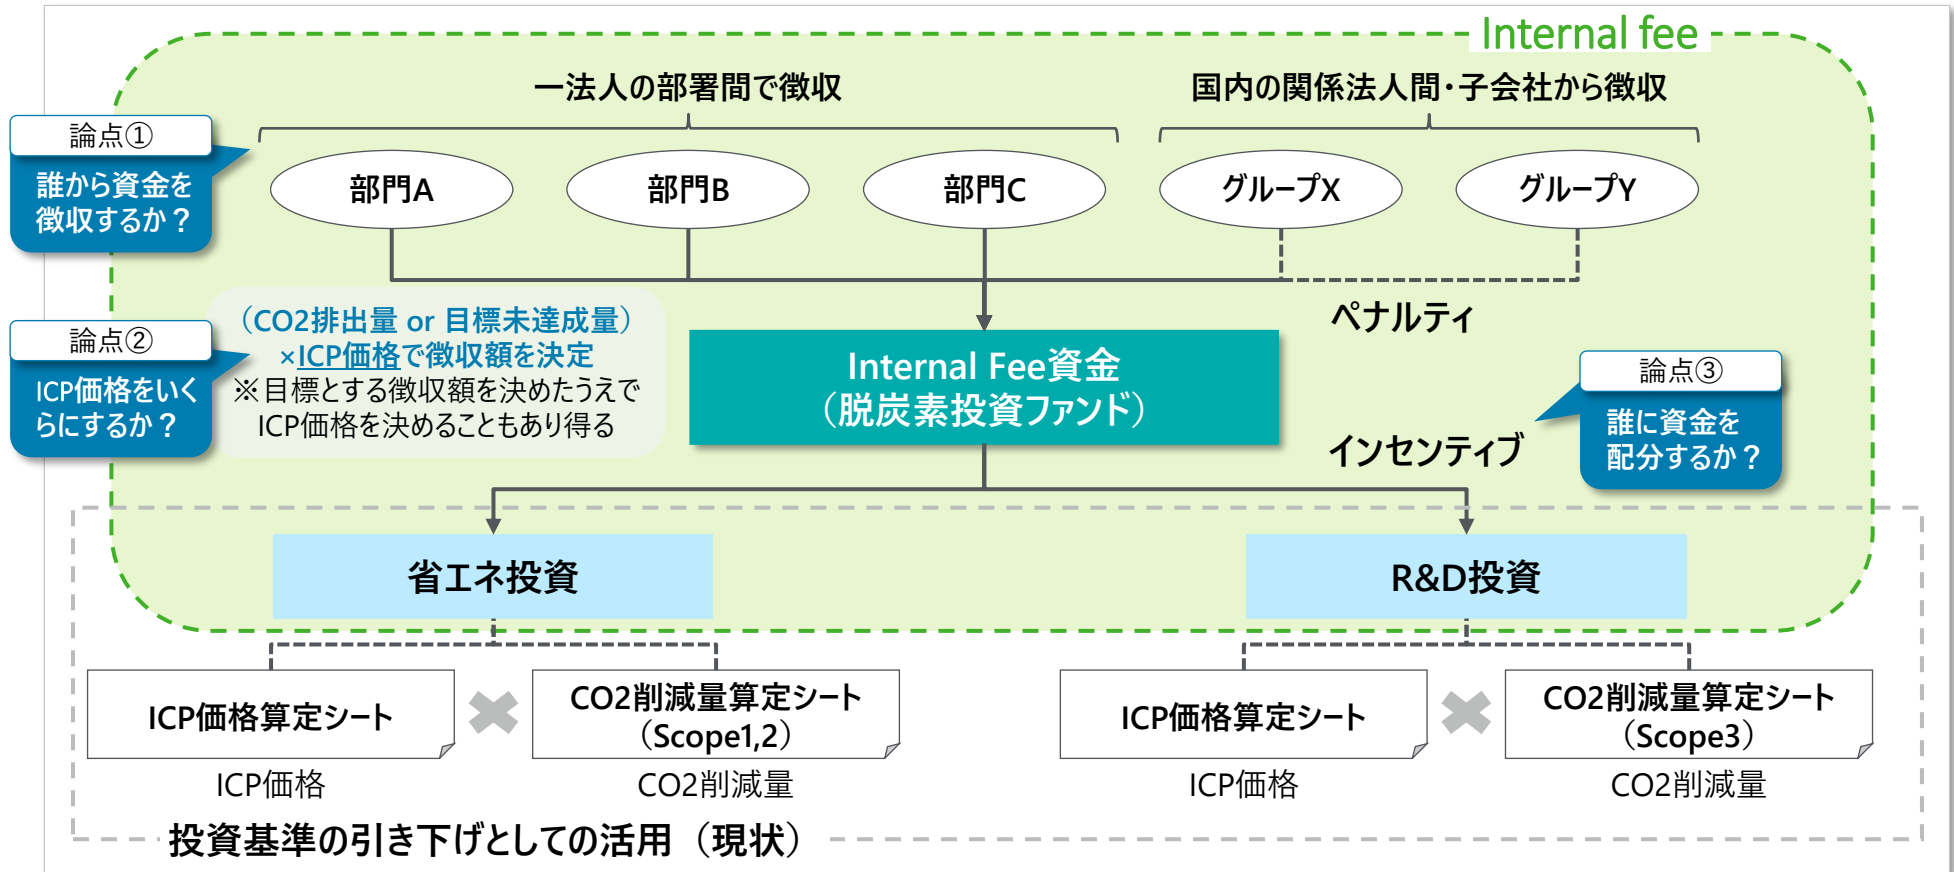 Internal fee
一法人の部署間で徴収
国内の関係法人間・子会社から徴収
論点①
誰から資金を
徴収するか？
部門A
部門B
部門C
グループX
グループY
ペナルティ
論点②
ICP価格をいく
らにするか？
（CO2排出量 or 目標未達成量）
×ICP価格で徴収額を決定
※目標とする徴収額を決めたうえで
ICP価格を決めることもあり得る
Internal Fee資金
（脱炭素投資ファンド）
インセンティブ
論点③
誰に資金を
配分するか？
省エネ投資
R&D投資
ICP価格算定シート
CO2削減量算定シート
（Scope1,2）
ICP価格
CO2削減量
ICP価格算定シート
CO2削減量算定シート
（Scope3）
ICP価格
CO2削減量
投資基準の引き下げとしての活用（現状）